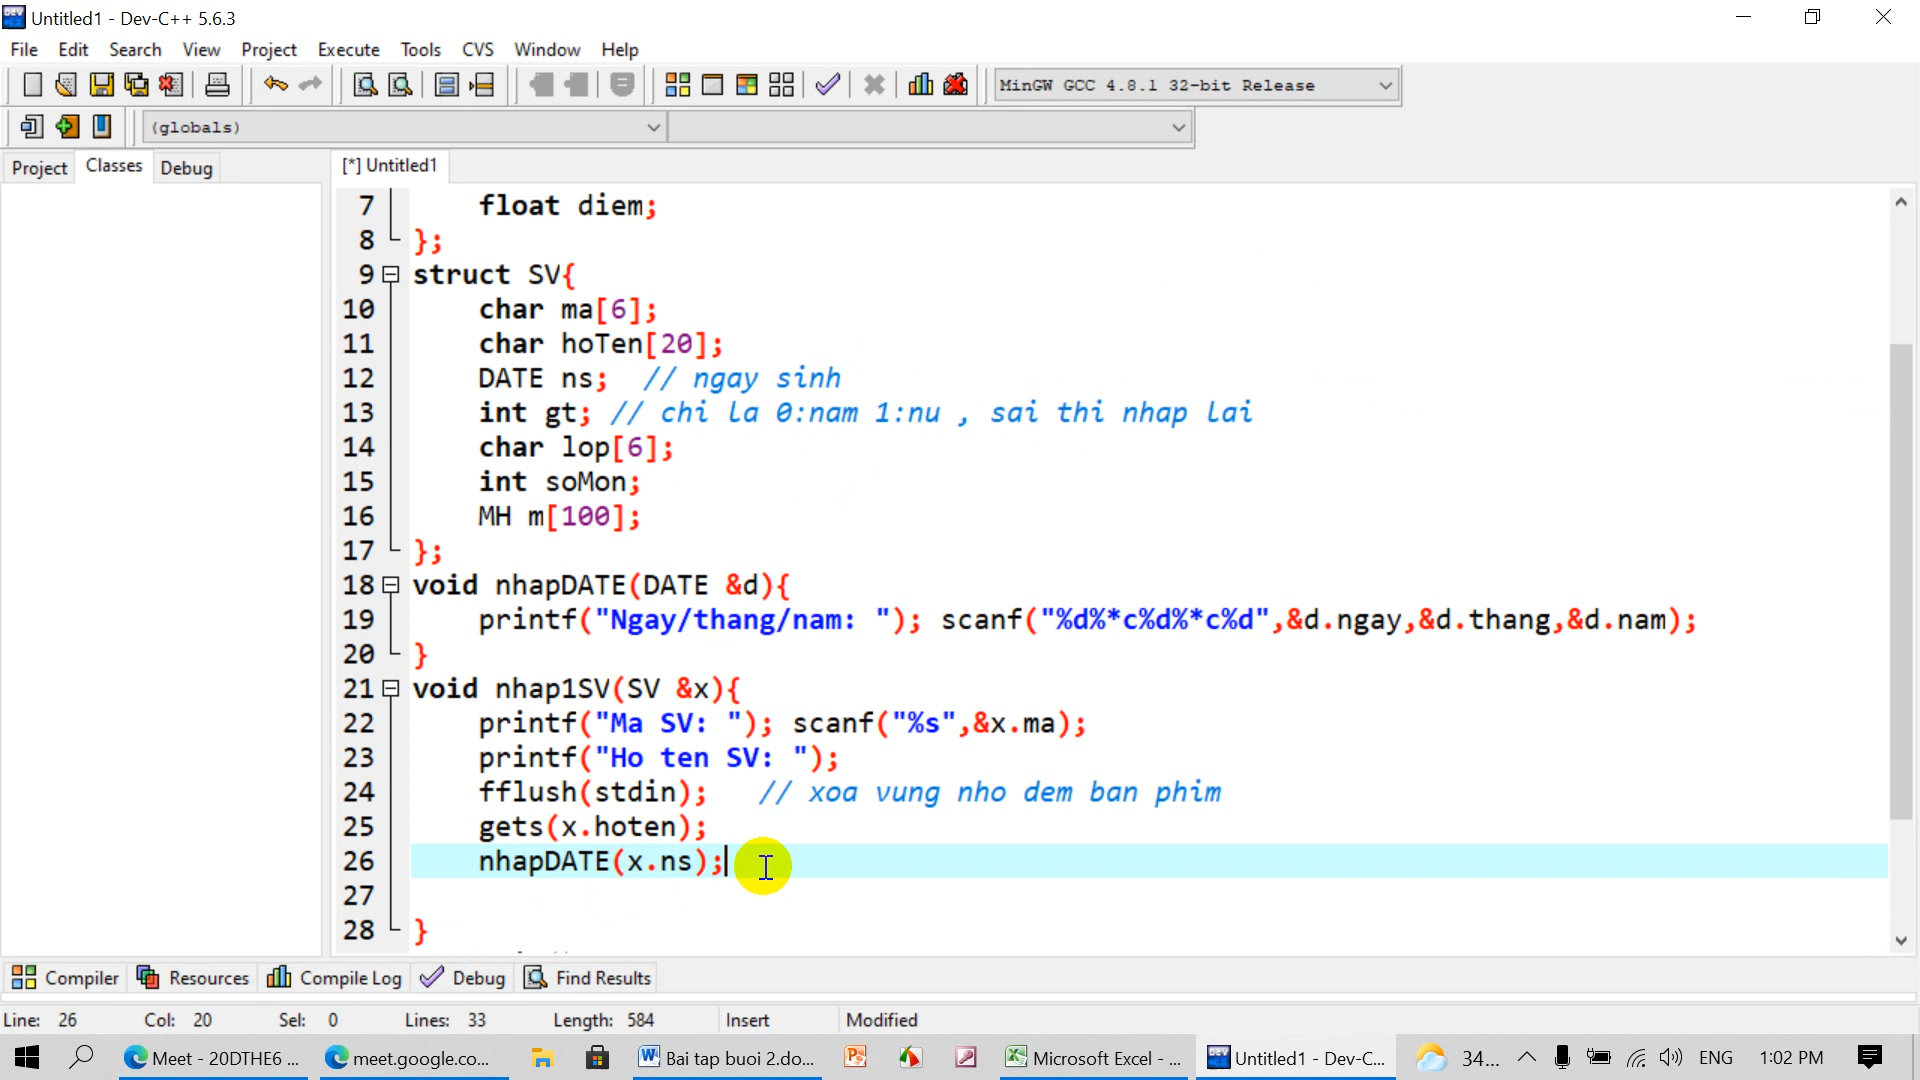 Untitled1 - Dev-C++ 5.6.3
File Edit Search View Project Execute Tools CVS Window Help
MinGW GCC 4.8.1 32-bit Release
(globals)
Project Classes Debug
[*] Untitled1
7 float diem;
8 };
9 struct SV{
10 char ma[6];
11 char hoTen[20];
12 DATE ns; // ngay sinh
13 int gt; // chi la 0:nam 1:nu , sai thi nhap lai
14 char lop[6];
15 int soMon;
16 MH m[100];
17 };
18 void nhapDATE(DATE &d){
19 printf("Ngay/thang/nam: "); scanf("%d%*c%d%*c%d",&d.ngay,&d.thang,&d.nam);
20 }
21 void nhap1SV(SV &x){
22 printf("Ma SV: "); scanf("%s",&x.ma);
23 printf("Ho ten SV: ");
24 fflush(stdin); // xoa vung nho dem ban phim
25 gets(x.hoten);
26 nhapDATE(x.ns);
27
28 }
Compiler Resources Compile Log Debug Find Results
Line: 26 Col: 20 Sel: 0 Lines: 33 Length: 584 Insert Modified
Meet - 20DTHE6 ... meet.google.co... Bai tap buoi 2.do... Microsoft Excel - ... Untitled1 - Dev-C... 34... ENG 1:02 PM